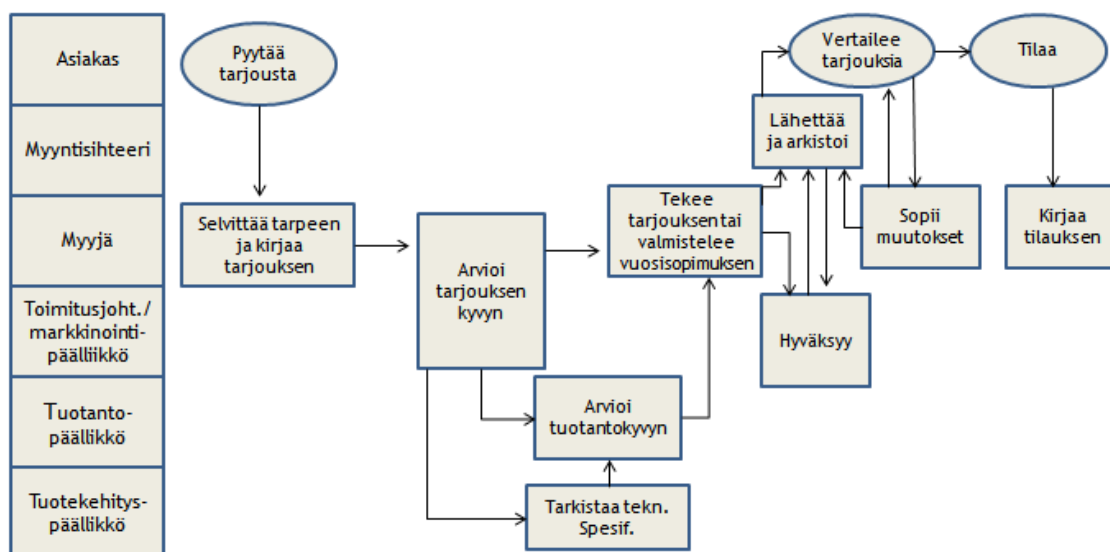 Asiakas
Myyntisihteeri
Myyjä
Toimitusjoht./
markkinointi-
päälliikkö
Tuotanto-
päällikkö
Tuotekehitys-
päällikkö
Pyytää
tarjousta
Selvittää tarpeen
ja kirjaa
tarjouksen
Arvioi
tarjouksen
kyvyn
Arvioi
tuotantokyvyn
Tarkistaa tekn.
Spesif.
Tekee
tarjouksen tai
valmistelee
vuosisopimuksen
Lähettää
ja arkistoi
Hyväksyy
Vertailee
tarjouksia
Sopii
muutokset
Tilaa
Kirjaa
tilauksen